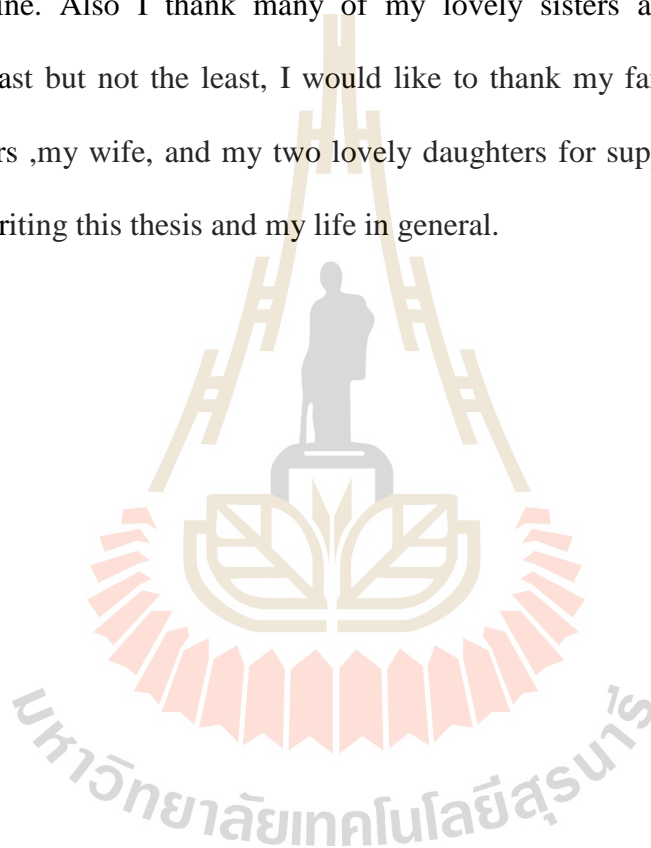 ine. Also I thank many of my lovely sisters a
ast but not the least, I would like to thank my fa
rs ,my wife, and my two lovely daughters for sup
riting this thesis and my life in general.
มหาวิทยาลัยเทคโนโลยีสุรนารี